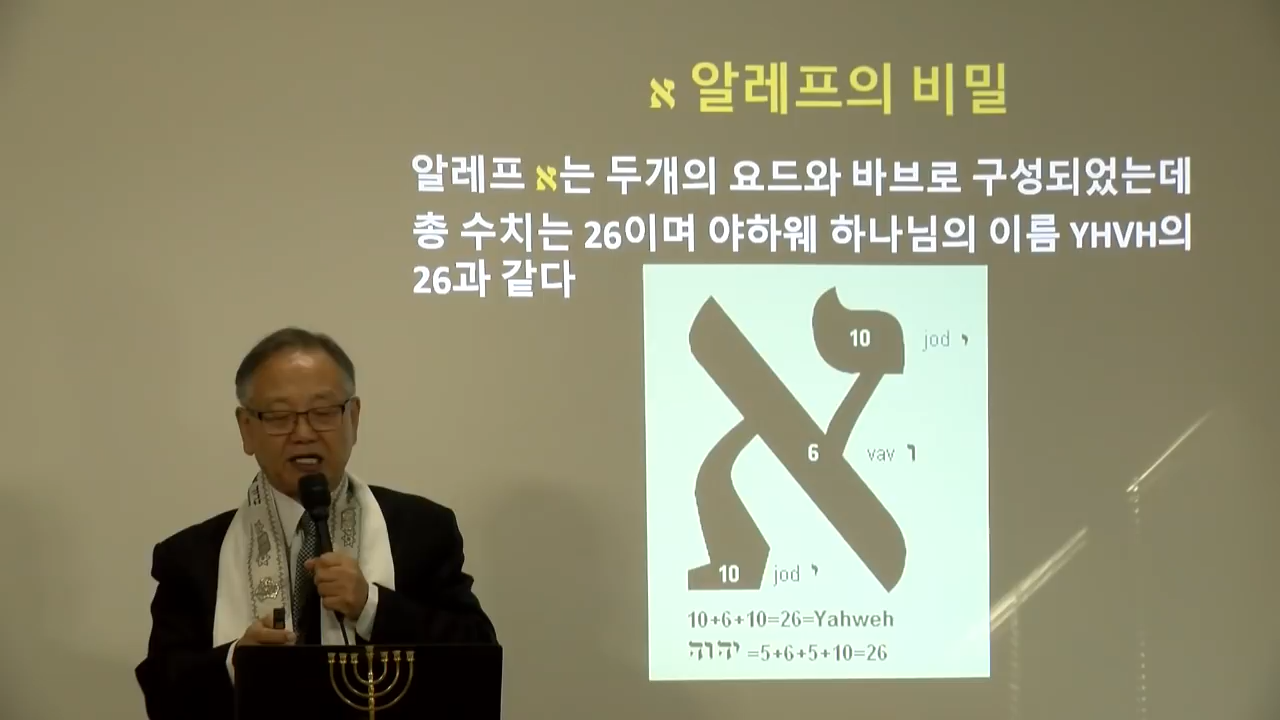 א 알레프의 비밀
알레프 א는 두개의 요드와 바브로 구성되었는데
총 수치는 26이며 야하웨 하나님의 이름 YHVH의
26과 같다
10 jod י
6 vav ו
10 jod י
10+6+10=26=Yahweh
יהוה =5+6+5+10=26